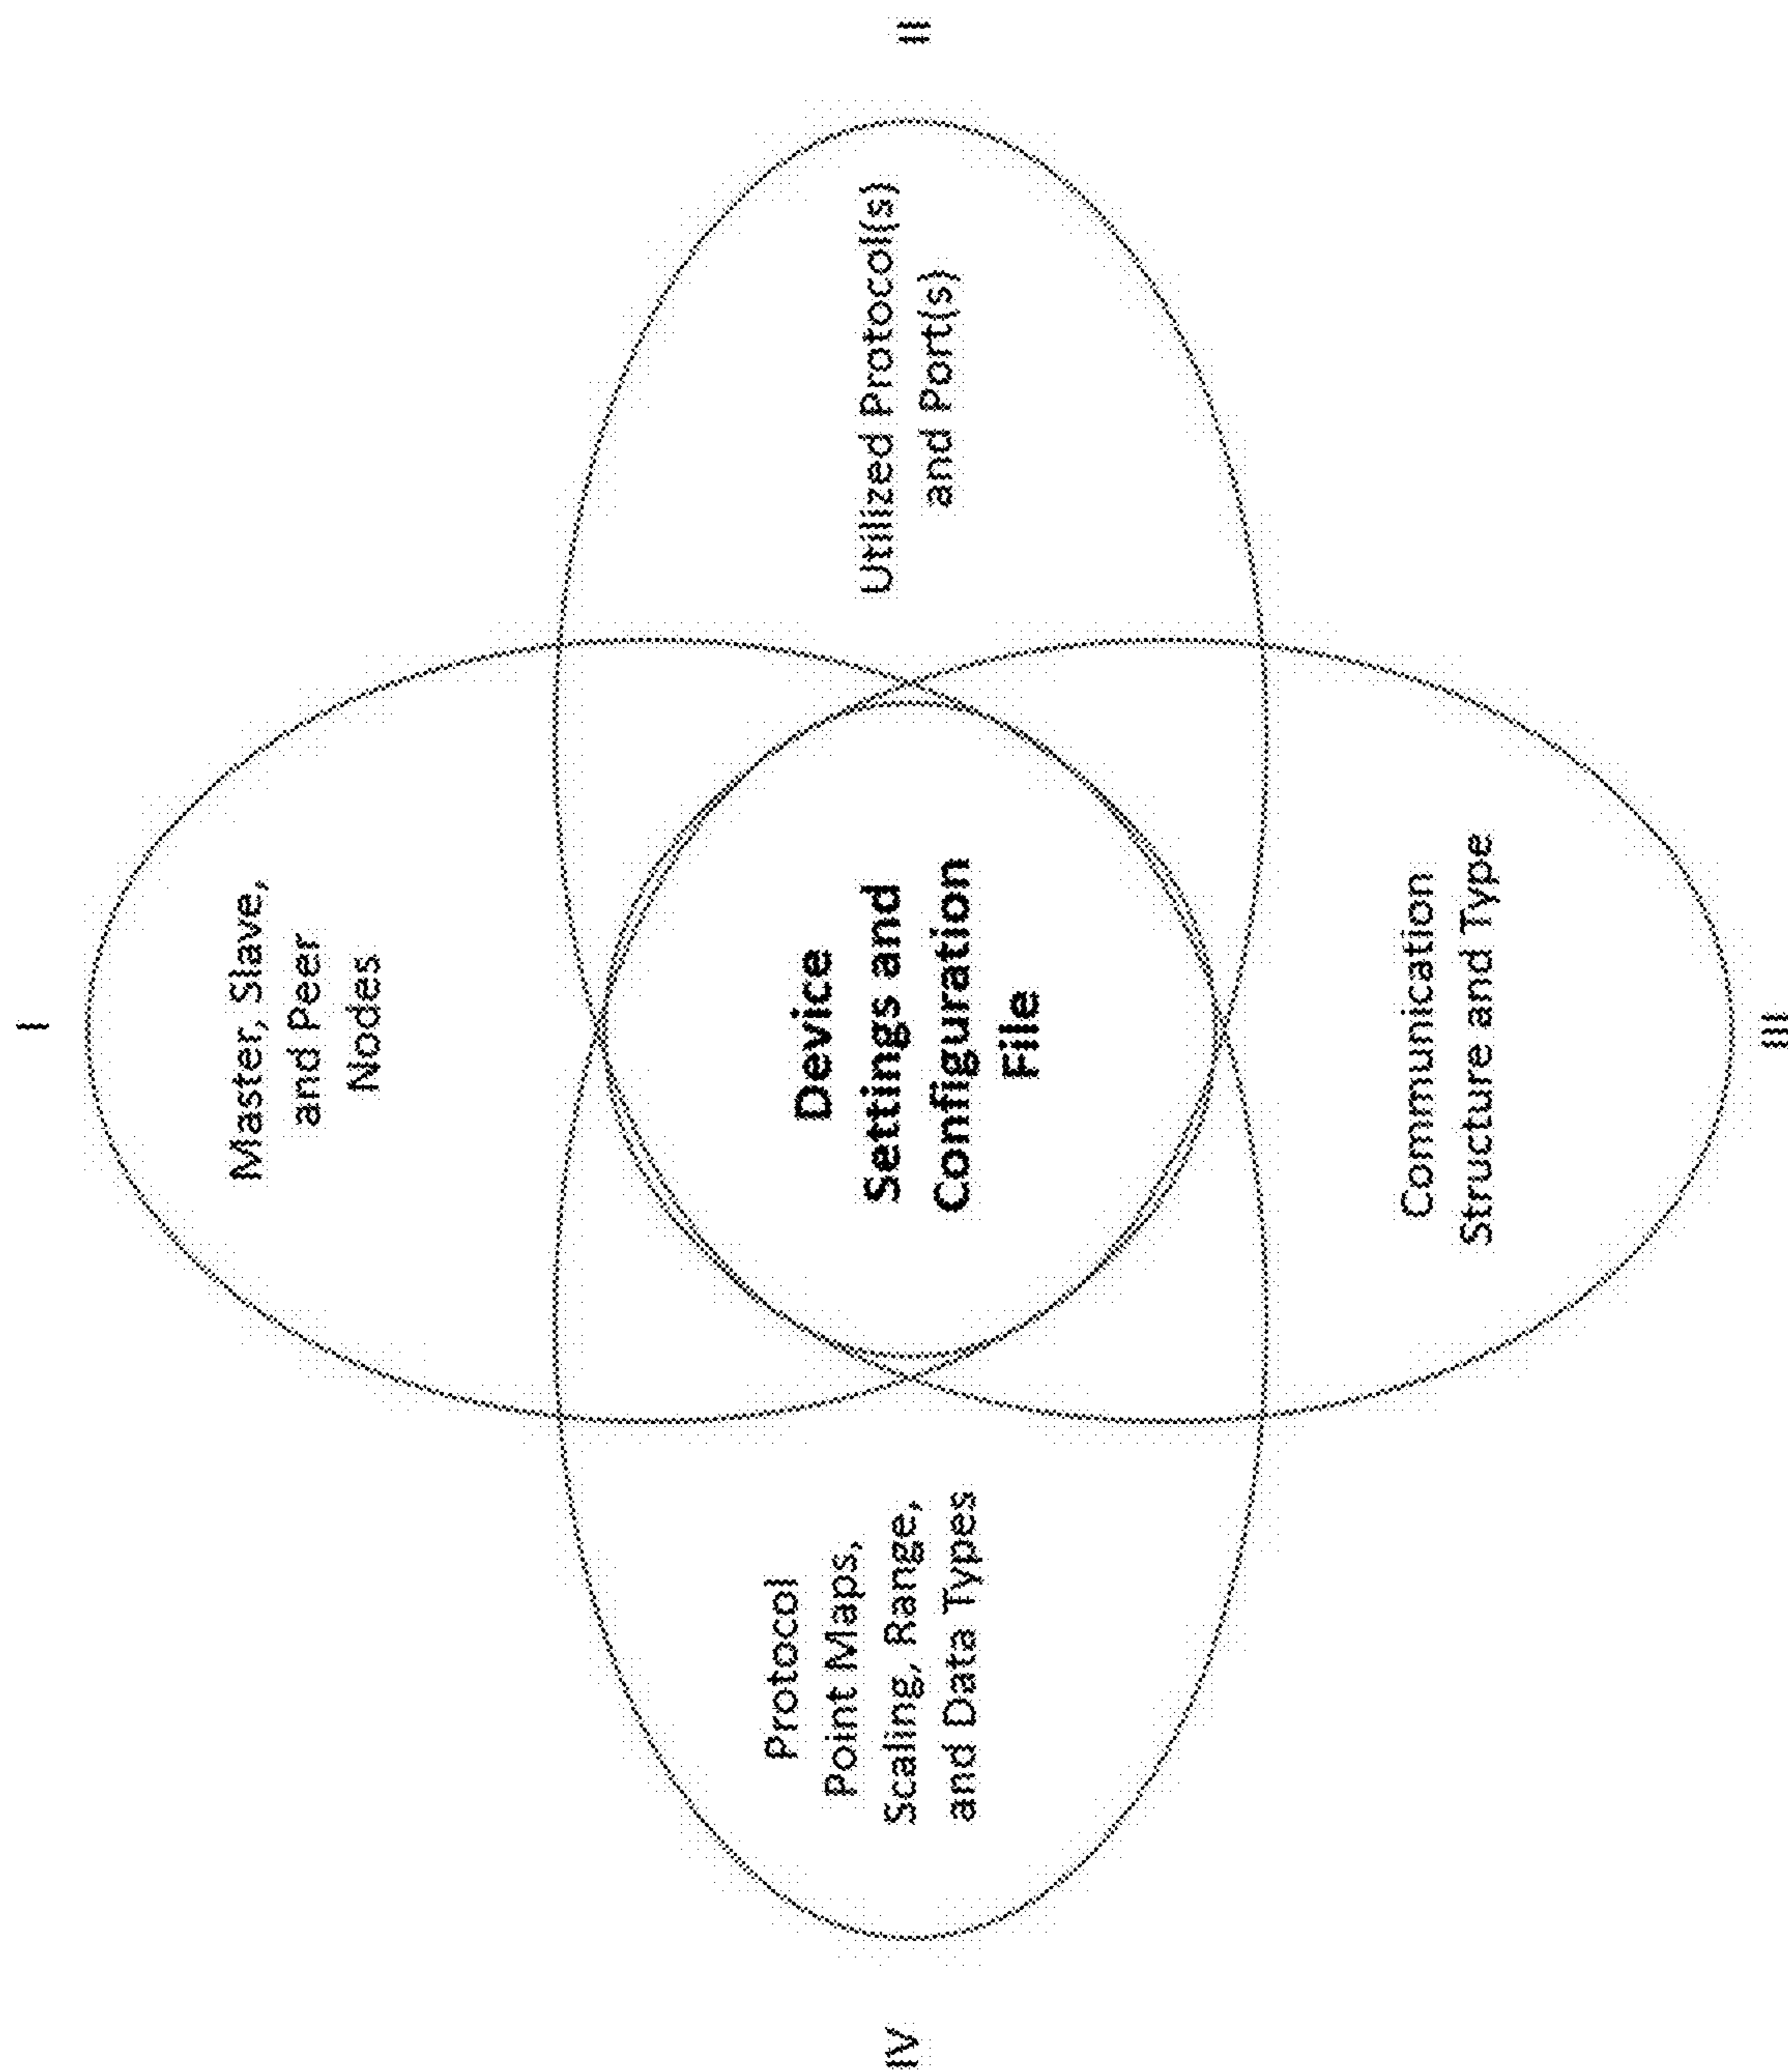 I
Master, Slave,
and Peer
Nodes
IV
Protocol
Point Maps,
Scaling, Range,
and Data Types
Device
Settings and
Configuration
File
Utilized Protocol(s)
and Port(s)
II
Communication
Structure and Type
III